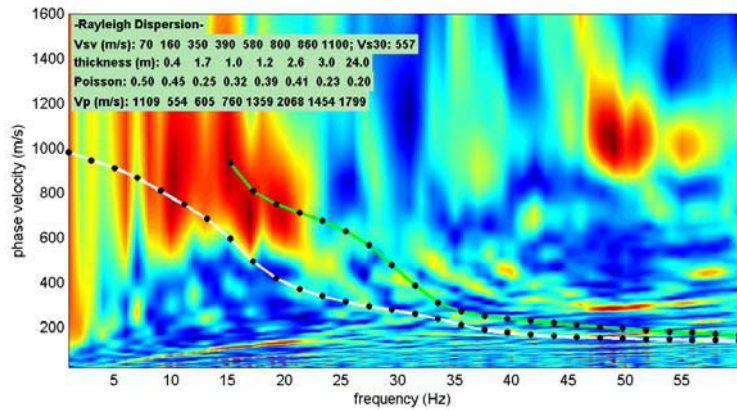 -Rayleigh Dispersion-
Vsv (m/s): 70 160 350 390 580 800 860 1100; Vs30: 557
thickness (m): 0.4 1.7 1.0 1.2 2.6 3.0 24.0
Poisson: 0.50 0.45 0.25 0.32 0.39 0.41 0.23 0.20
Vp (m/s): 1109 554 605 760 1359 2068 1454 1799
1600
1400
1200
1000
800
600
400
200
phase velocity (m/s)
5 10 15 20 25 30 35 40 45 50 55
frequency (Hz)